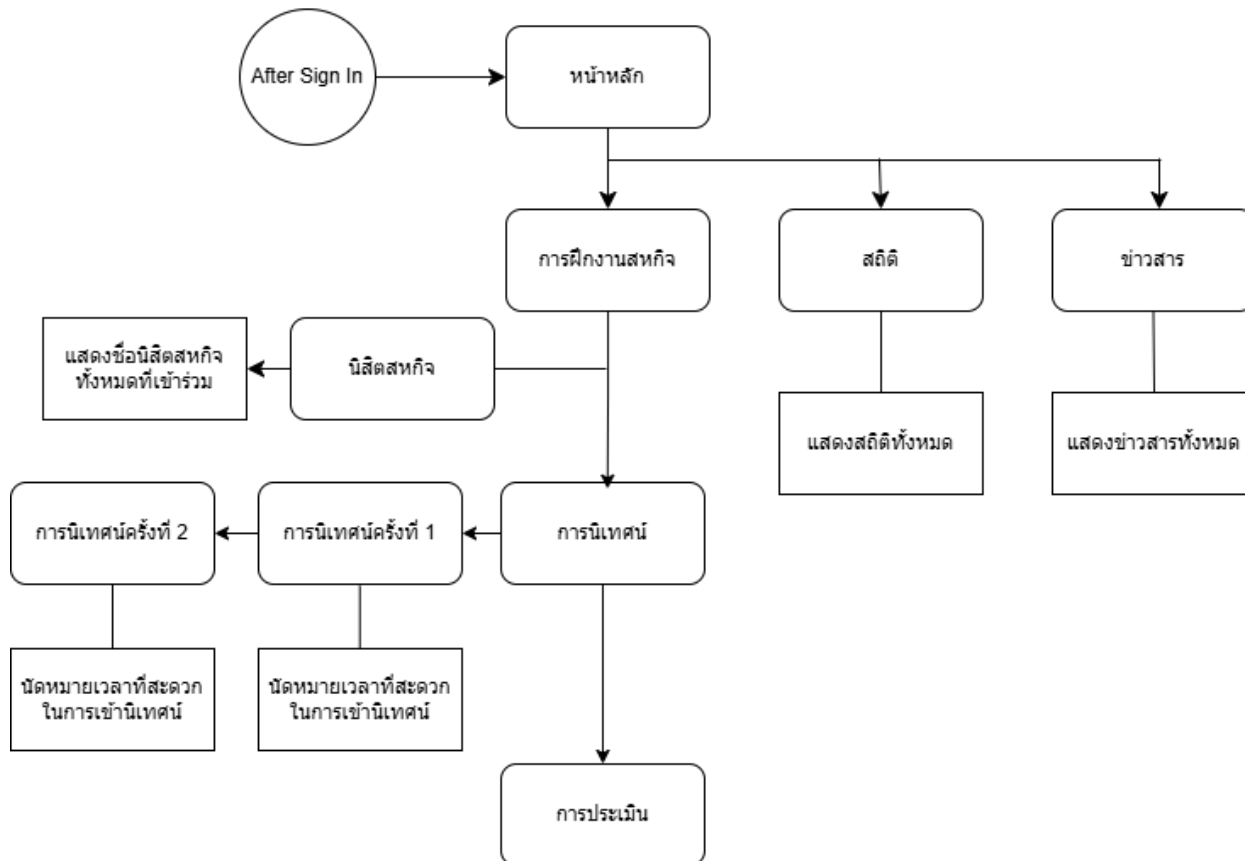 After Sign In
หน้าหลัก
การฝึกงานสหกิจ
สถิติ
ข่าวสาร
แสดงชื่อนิสิตสหกิจ
ทั้งหมดที่เข้าร่วม
นิสิตสหกิจ
แสดงสถิติทั้งหมด
แสดงข่าวสารทั้งหมด
การนิเทศน์ครั้งที่ 2
การนิเทศน์ครั้งที่ 1
การนิเทศน์
นัดหมายเวลาที่สะดวก
ในการเข้านิเทศน์
นัดหมายเวลาที่สะดวก
ในการเข้านิเทศน์
การประเมิน